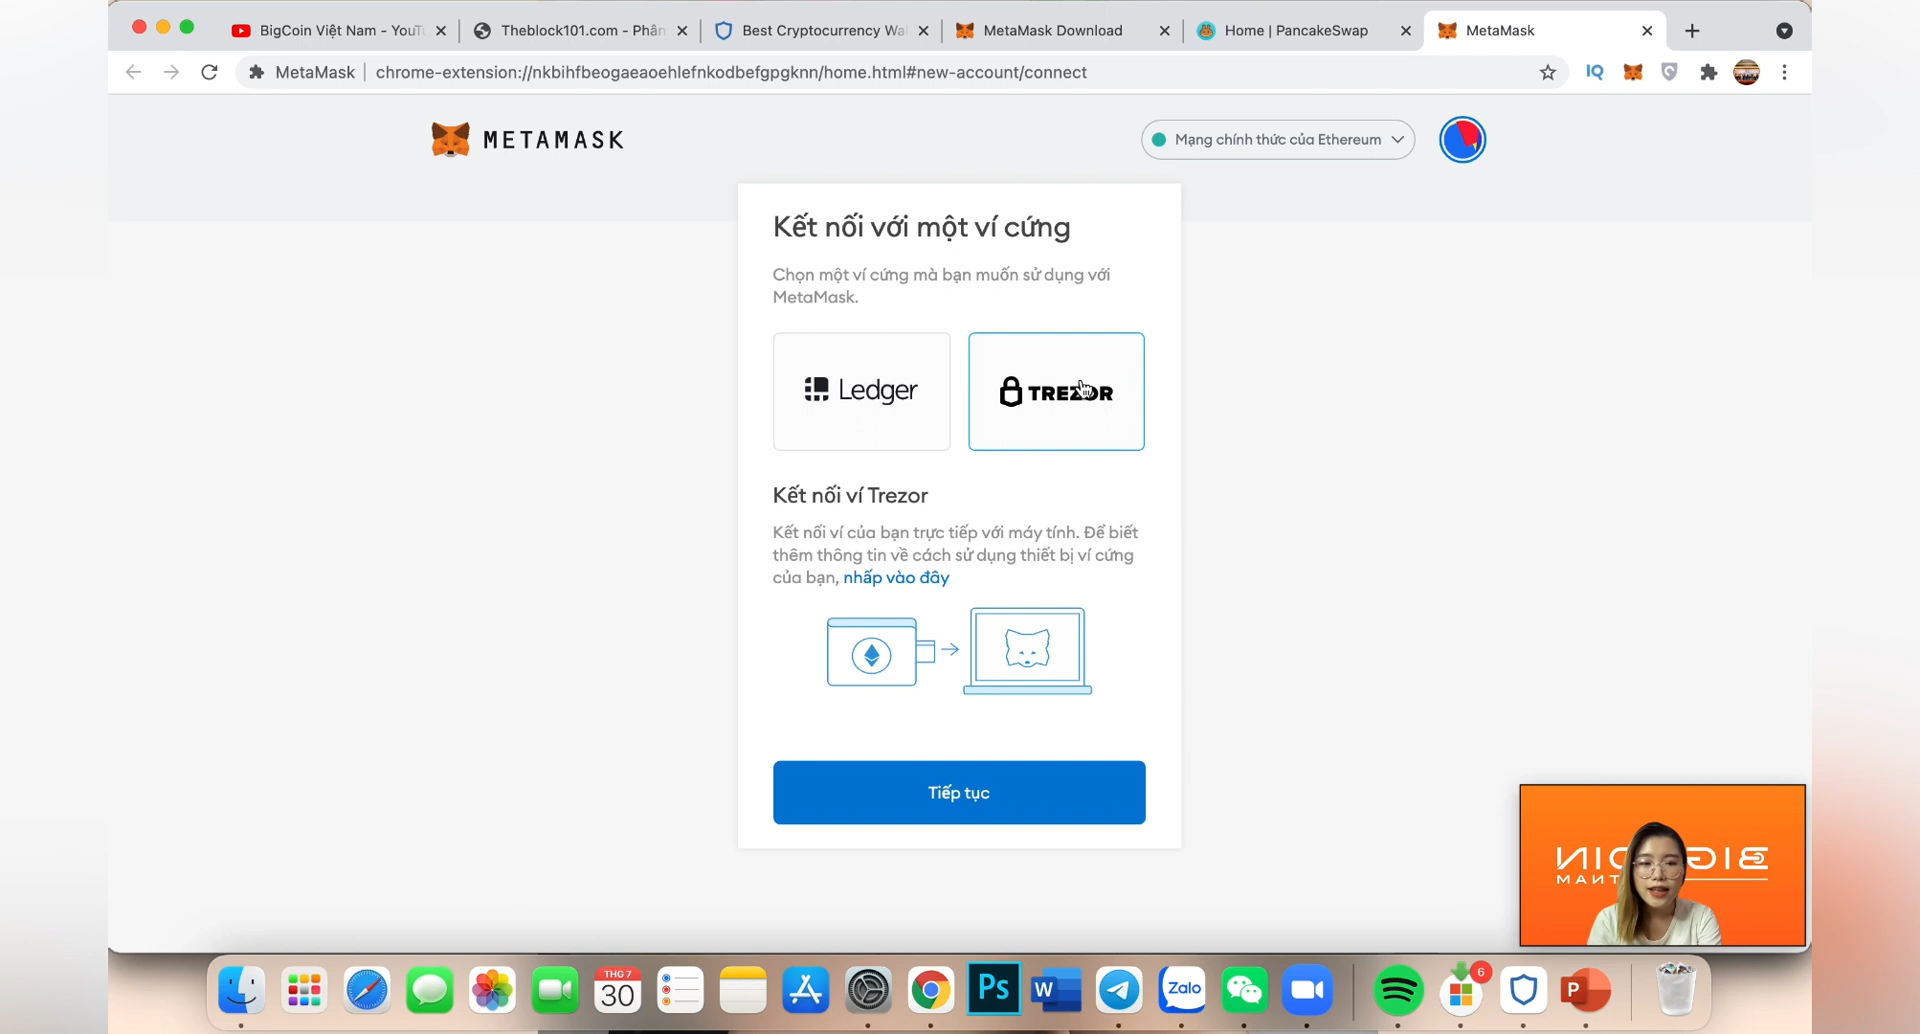 BigCoin Việt Nam - YouTu
Theblock101.com - Phân
Best Cryptocurrency Wal
MetaMask Download
Home | PancakeSwap
MetaMask
MetaMask
chrome-extension://nkbihfbeogaeaoehlefnkodbefgpgknn/home.html#new-account/connect
IQ
METAMASK
Mạng chính thức của Ethereum
Kết nối với một ví cứng
Chọn một ví cứng mà bạn muốn sử dụng với
MetaMask.
Ledger
TREZOR
Kết nối ví Trezor
Kết nối ví của bạn trực tiếp với máy tính. Để biết
thêm thông tin về cách sử dụng thiết bị ví cứng
của bạn, nhấp vào đây
Tiếp tục
THG 7
30
Ps
W
Zalo
6
P